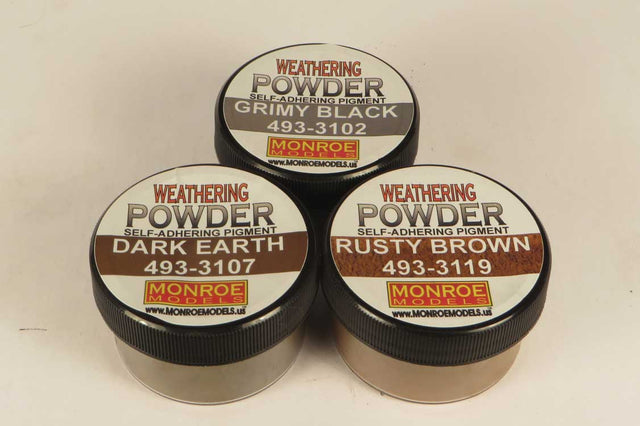 WEATHERING
POWDER
SELF-ADHERING PIGMENT
GRIMY BLACK
493-3102
MONROE
MODELS
www.MONROEMODELS.us
WEATHERING
POWDER
SELF-ADHERING PIGMENT
DARK EARTH
493-3107
MONROE
MODELS
www.MONROEMODELS.us
WEATHERING
POWDER
SELF-ADHERING PIGMENT
RUSTY BROWN
493-3119
MONROE
MODELS
www.MONROEMODELS.us